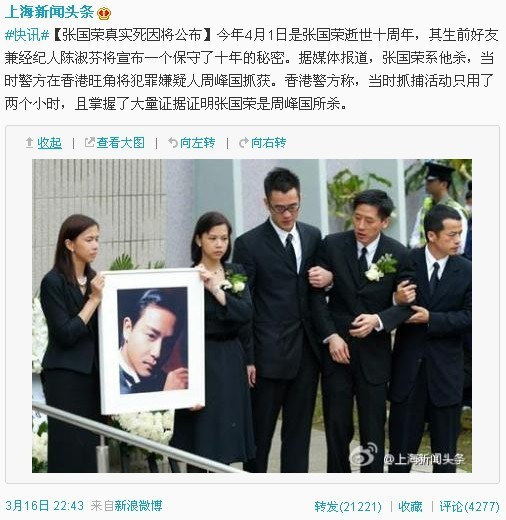 上海新闻头条
#快讯#【张国荣真实死因将公布】今年4月1日是张国荣逝世十周年，其生前好友
兼经纪人陈淑芬将宣布一个保守了十年的秘密。据媒体报道，张国荣系他杀，当
时警方在香港旺角将犯罪嫌疑人周峰国抓获。香港警方称，当时抓捕活动只用了
两个小时，且掌握了大量证据证明张国荣是周峰国所杀。
收起 | 查看大图 | 向左转 | 向右转
@上海新闻头条
3月16日 22:43 来自新浪微博 转发(21221) | 收藏 | 评论(4277)